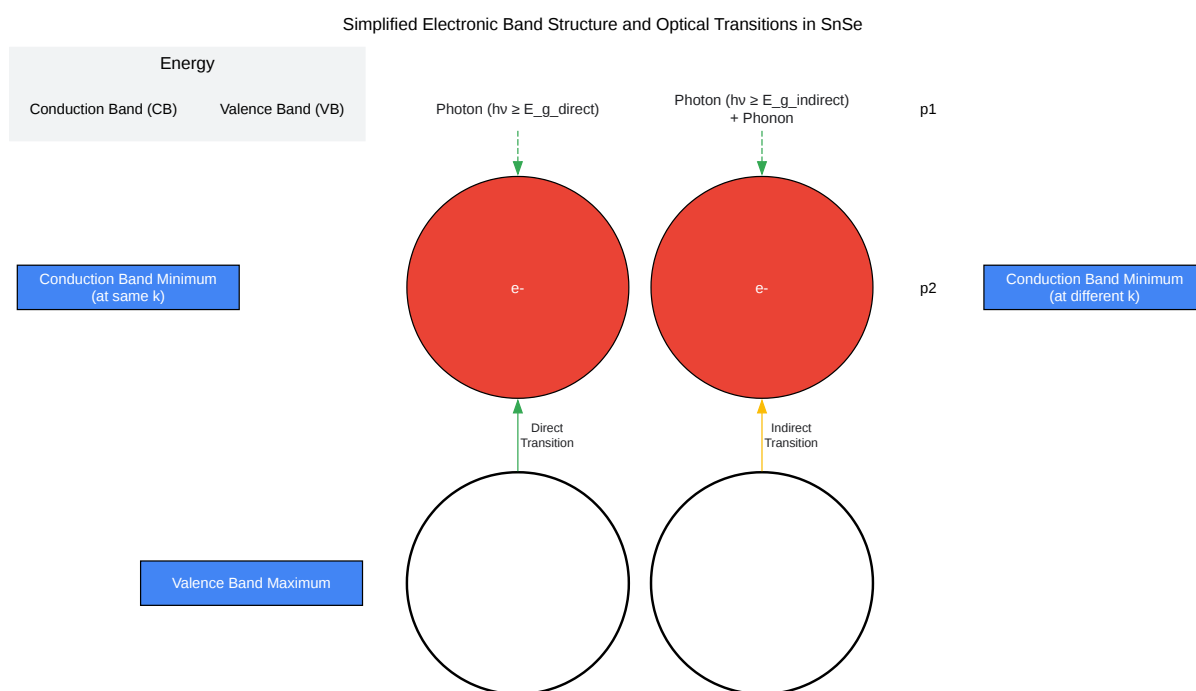 Simplified Electronic Band Structure and Optical Transitions in SnSe
Energy
Conduction Band (CB)
Valence Band (VB)
Photon (hν ≥ E_g_direct)
Photon (hν ≥ E_g_indirect)
+ Phonon
p1
Conduction Band Minimum
(at same k)
e-
e-
p2
Conduction Band Minimum
(at different k)
Direct
Transition
Indirect
Transition
Valence Band Maximum